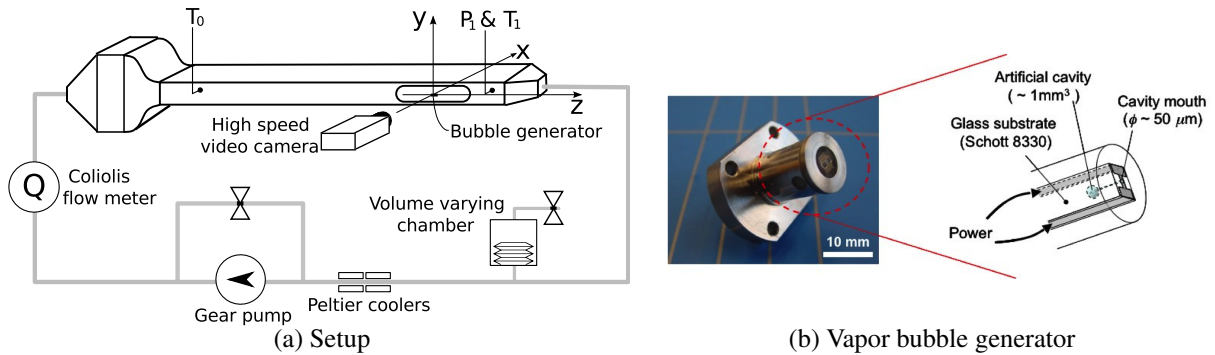 T₀
y
P₁ & T₁
x
z
High speed
video camera
Bubble generator
Q
Coliolis
flow meter
Volume varying
chamber
Gear pump
Peltier coolers
(a) Setup
10 mm
Artificial cavity
( ~ 1mm³ )
Cavity mouth
(ϕ ~ 50 μm)
Glass substrate
(Schott 8330)
Power
(b) Vapor bubble generator